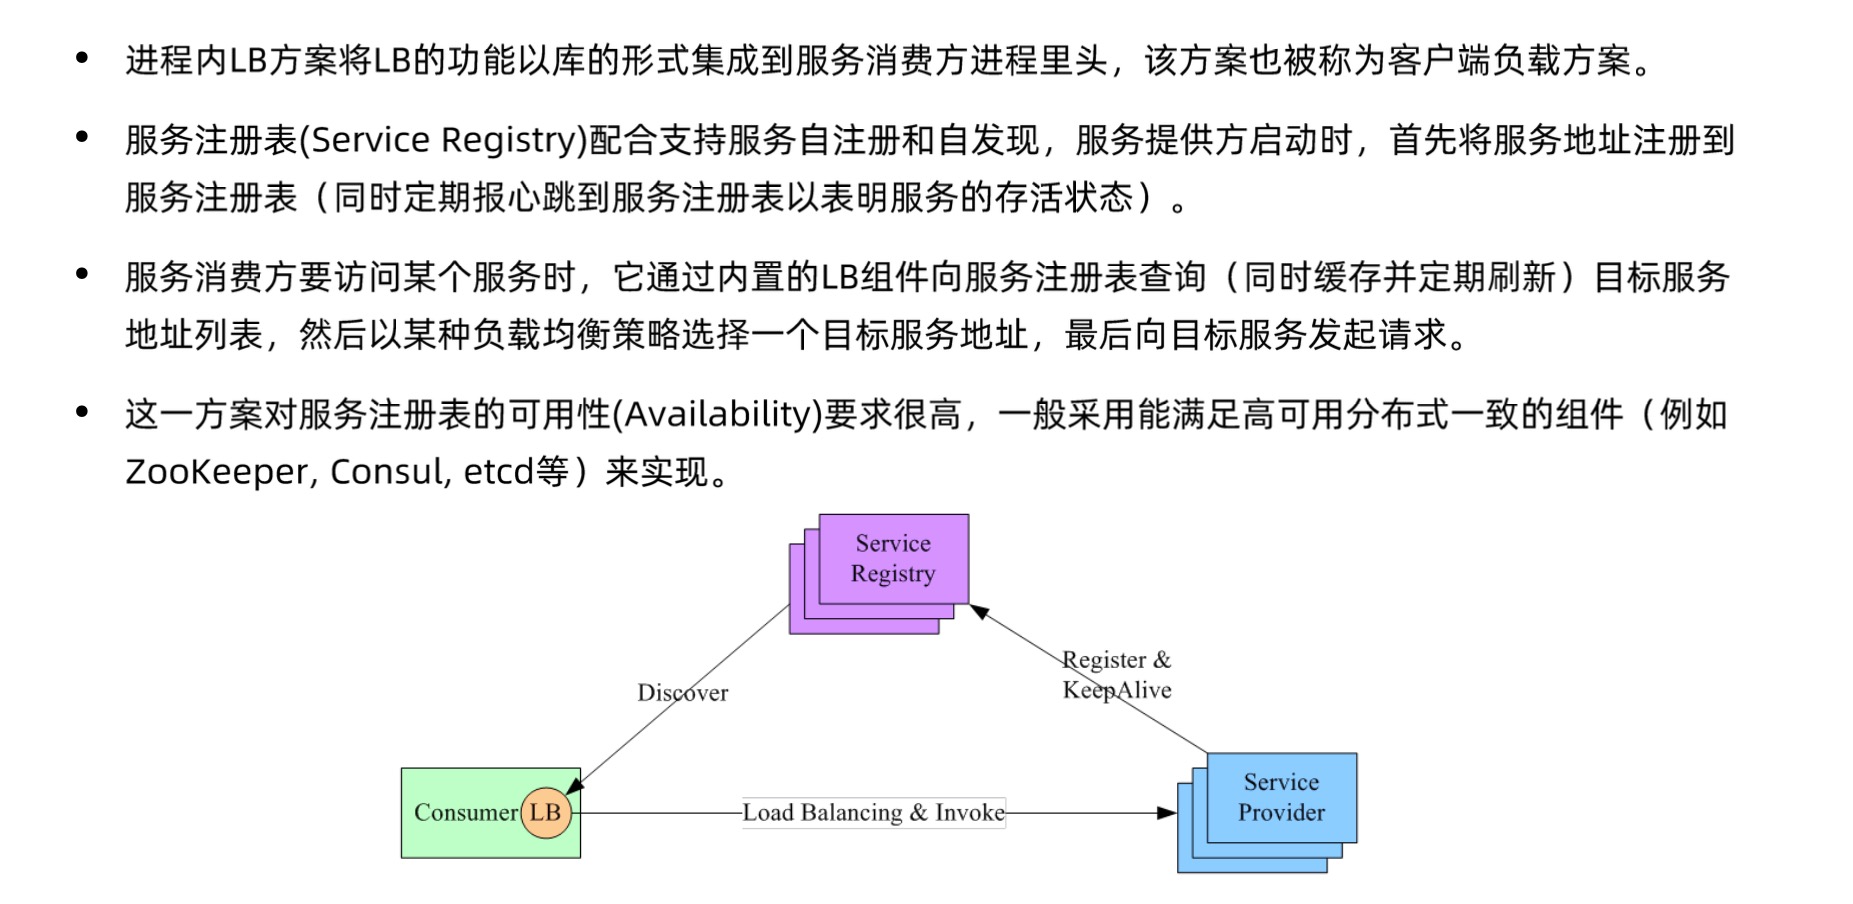 • 进程内LB方案将LB的功能以库的形式集成到服务消费方进程里头，该方案也被称为客户端负载方案。
• 服务注册表(Service Registry)配合支持服务自注册和自发现，服务提供方启动时，首先将服务地址注册到
服务注册表（同时定期报心跳到服务注册表以表明服务的存活状态）。
• 服务消费方要访问某个服务时，它通过内置的LB组件向服务注册表查询（同时缓存并定期刷新）目标服务
地址列表，然后以某种负载均衡策略选择一个目标服务地址，最后向目标服务发起请求。
• 这一方案对服务注册表的可用性(Availability)要求很高，一般采用能满足高可用分布式一致的组件（例如
ZooKeeper, Consul, etcd等）来实现。
Service
Registry
Register &
KeepAlive
Discover
Service
Provider
Consumer LB
Load Balancing & Invoke